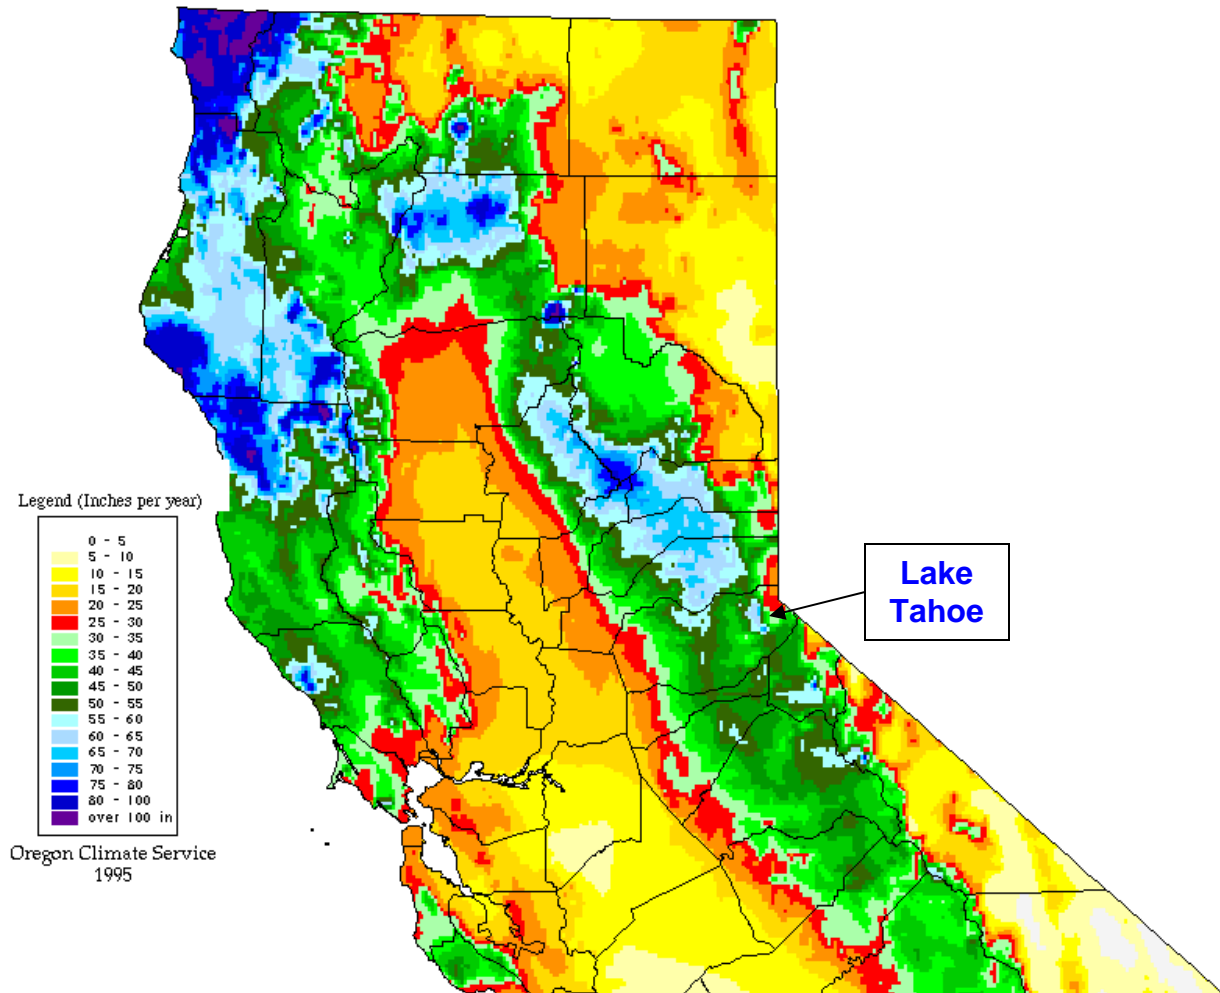 Legend (Inches per year)
0 - 5
5 - 10
10 - 15
15 - 20
20 - 25
25 - 30
30 - 35
35 - 40
40 - 45
45 - 50
50 - 55
55 - 60
60 - 65
65 - 70
70 - 75
75 - 80
80 - 100
over 100 in
Oregon Climate Service
1995
Lake
Tahoe